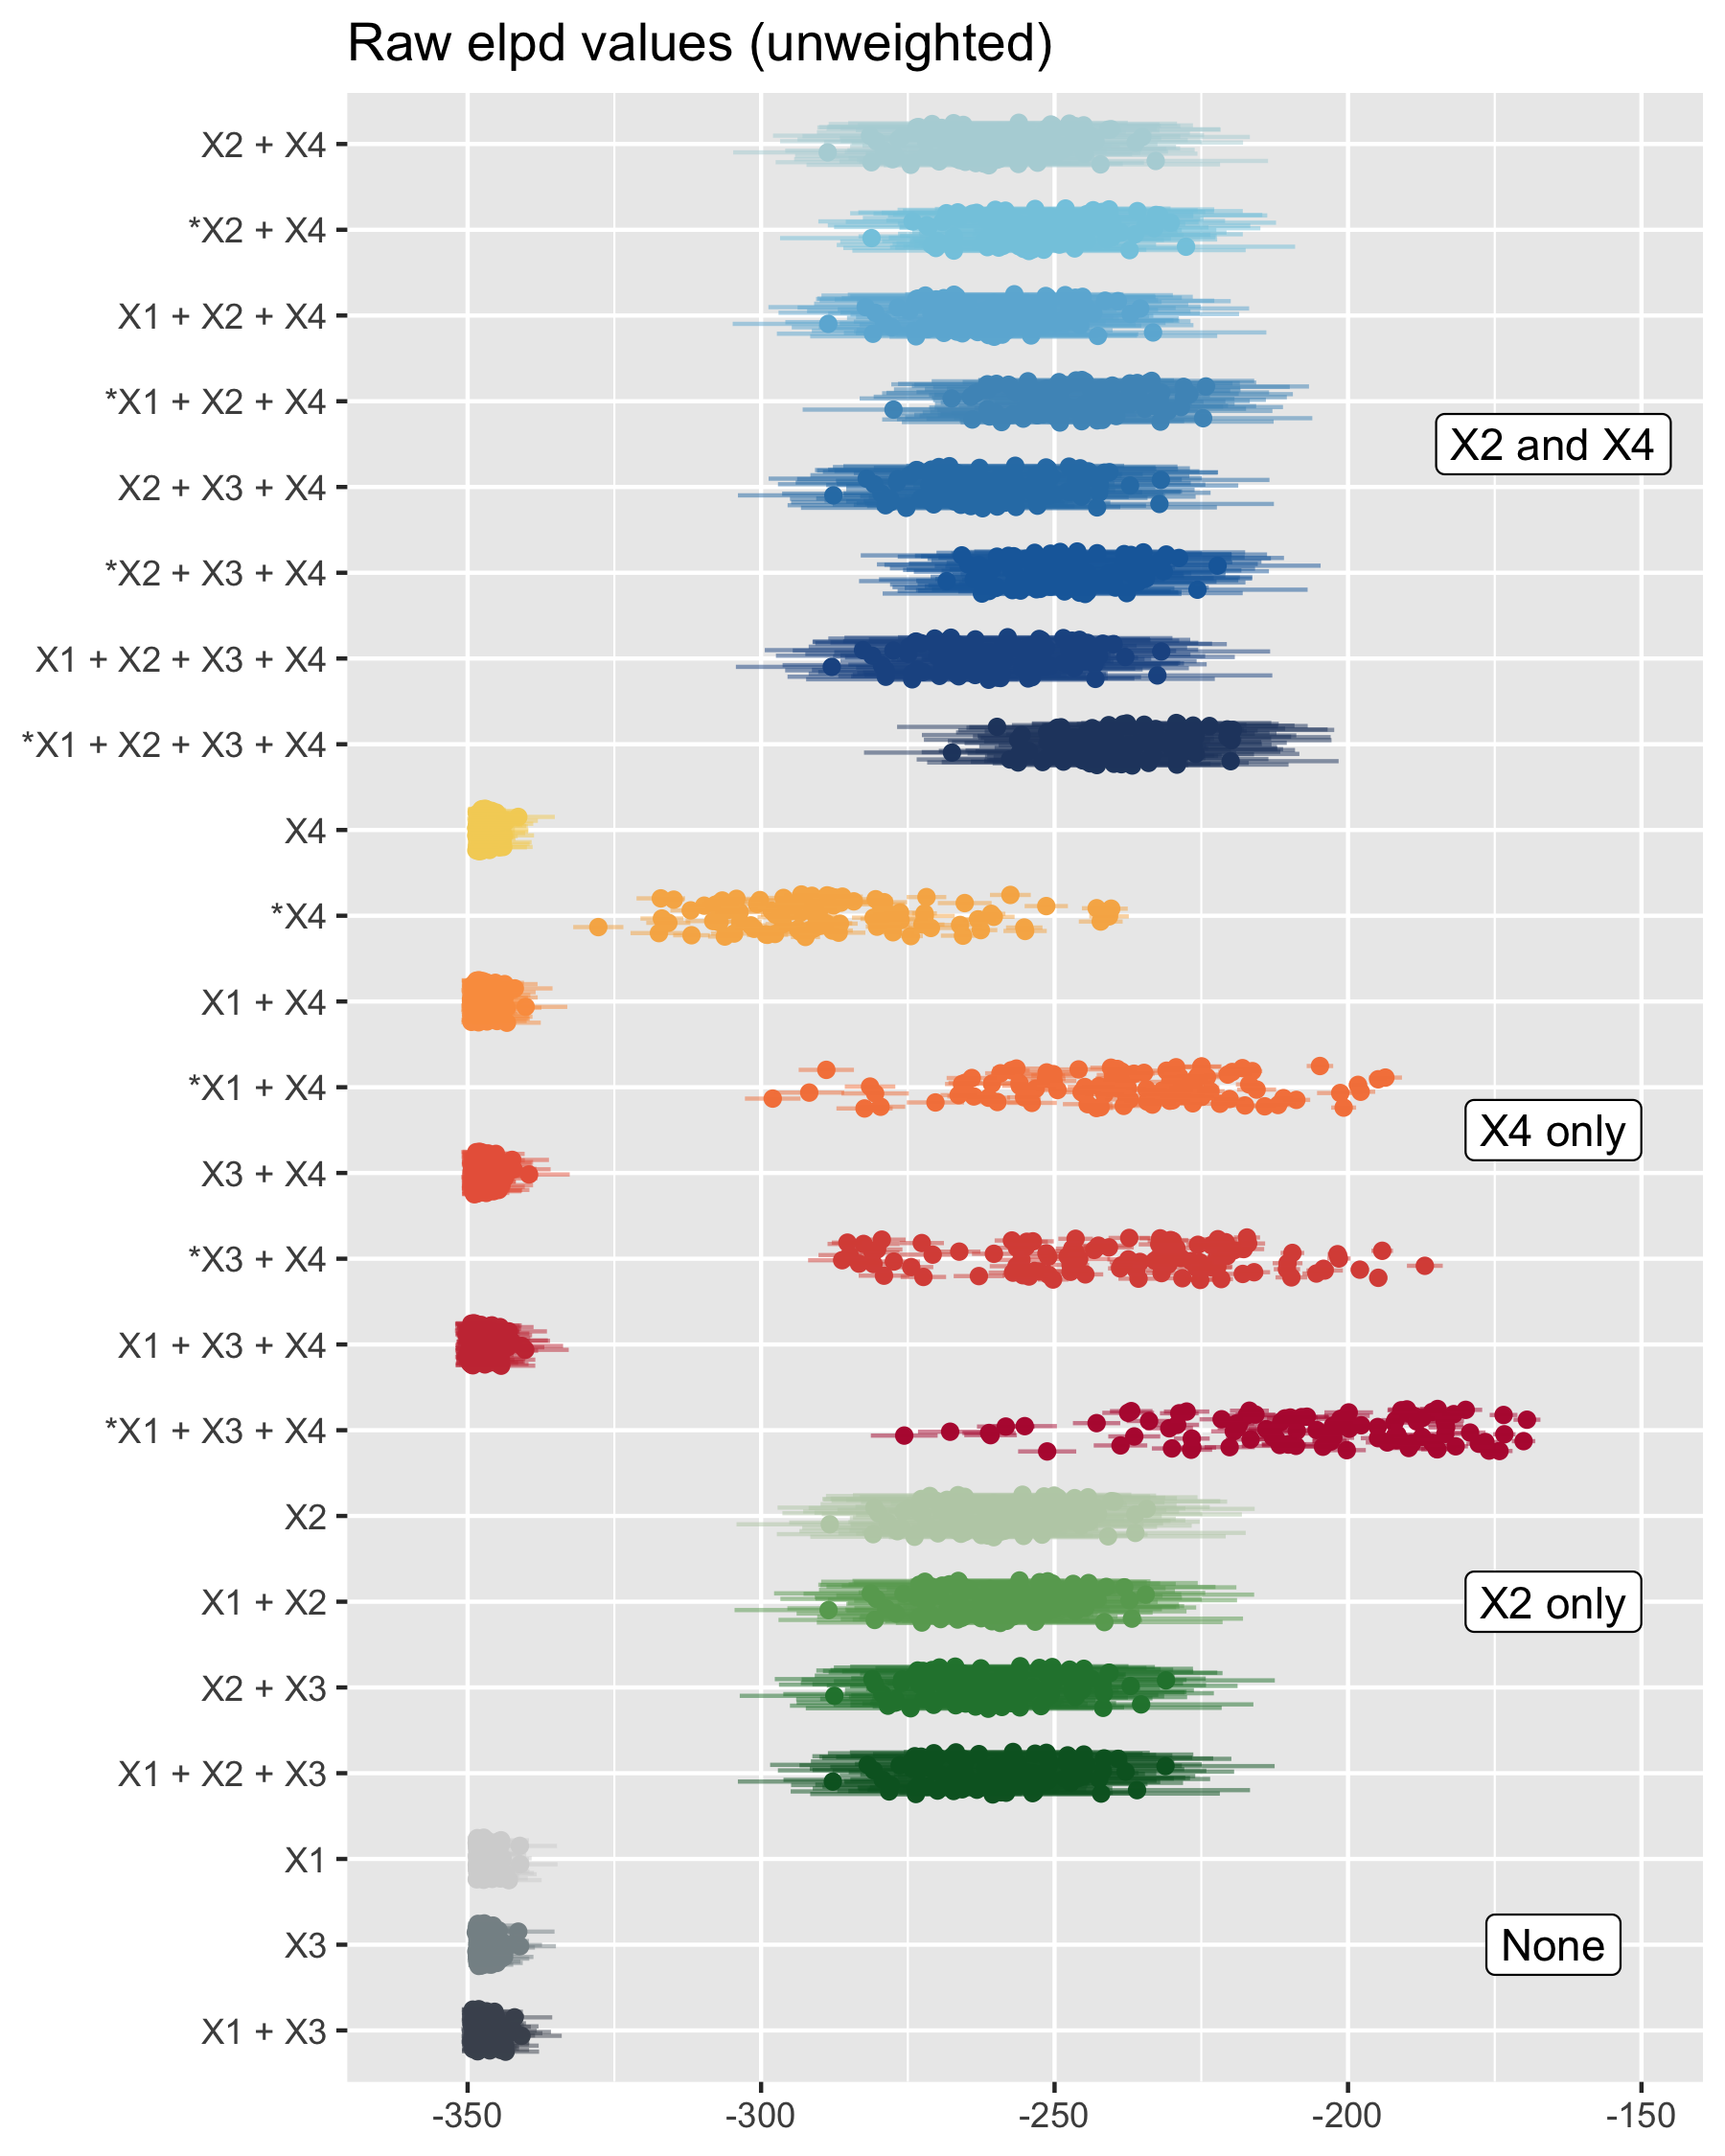 Raw elpd values (unweighted)
X2 + X4
*X2 + X4
X1 + X2 + X4
*X1 + X2 + X4
X2 and X4
X2 + X3 + X4
*X2 + X3 + X4
X1 + X2 + X3 + X4
*X1 + X2 + X3 + X4
X4
*X4
X1 + X4
*X1 + X4
X4 only
X3 + X4
*X3 + X4
X1 + X3 + X4
*X1 + X3 + X4
X2
X1 + X2
X2 only
X2 + X3
X1 + X2 + X3
X1
X3
None
X1 + X3
-350 -300 -250 -200 -150